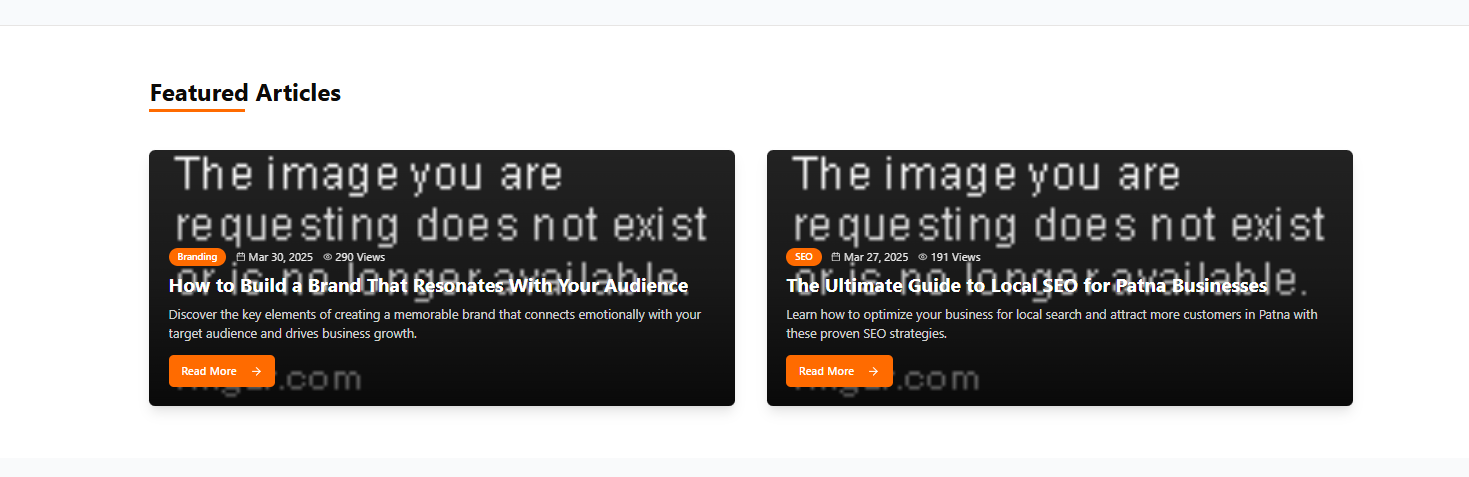 Featured Articles
The image you are
requesting does not exist
or is no longer available.
Branding
Mar 30, 2025
290 Views
How to Build a Brand That Resonates With Your Audience
Discover the key elements of creating a memorable brand that connects emotionally with your
target audience and drives business growth.
Read More
.com
The image you are
requesting does not exist
or is no longer available.
SEO
Mar 27, 2025
191 Views
The Ultimate Guide to Local SEO for Patna Businesses
Learn how to optimize your business for local search and attract more customers in Patna with
these proven SEO strategies.
Read More
.com